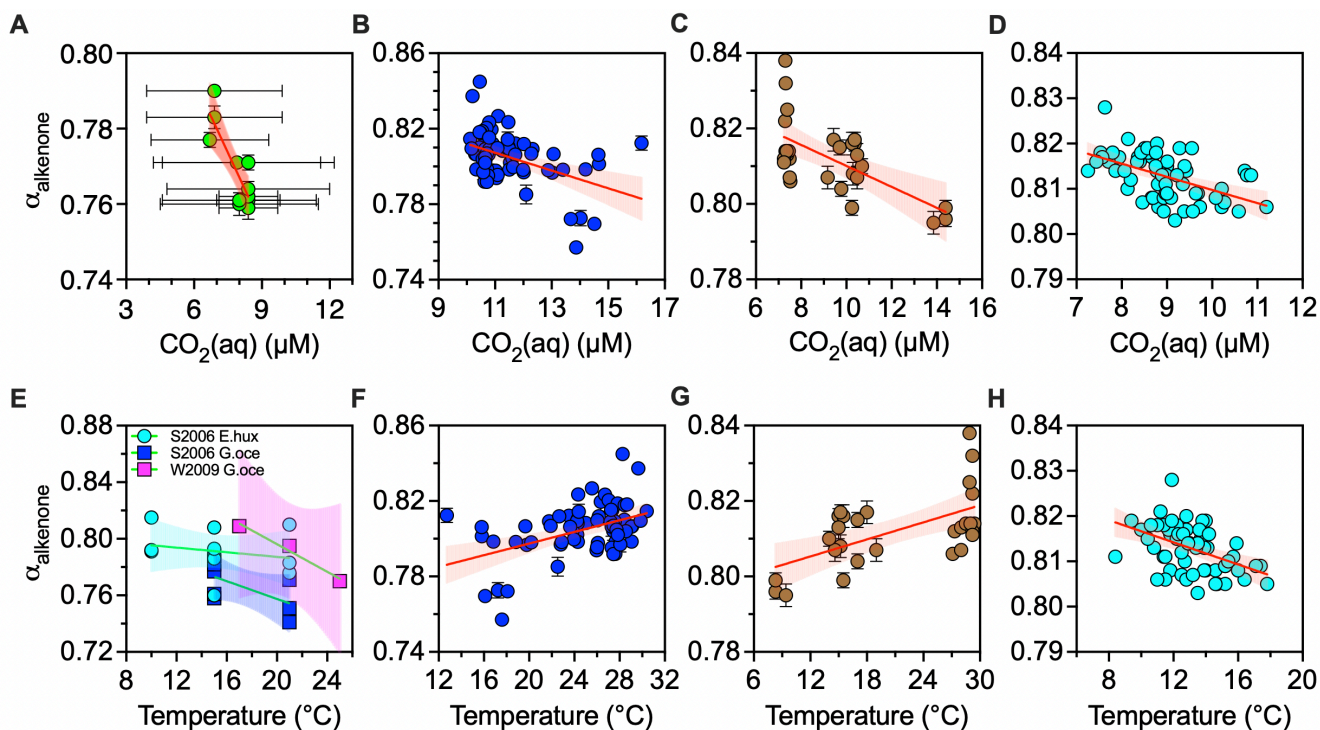 A
B
C
D
α alkenone
0.80
0.78
0.76
0.74
3 6 9 12
CO2(aq) (µM)
0.86
0.82
0.78
0.74
9 11 13 15 17
CO2(aq) (µM)
0.84
0.82
0.80
0.78
6 8 10 12 14 16
CO2(aq) (µM)
0.84
0.83
0.82
0.81
0.80
0.79
7 8 9 10 11 12
CO2(aq) (µM)
E
F
G
H
α alkenone
0.88
0.84
0.80
0.76
0.72
S2006 E.hux
S2006 G.oce
W2009 G.oce
8 12 16 20 24
Temperature (°C)
0.86
0.82
0.78
0.74
12 16 20 24 28 32
Temperature (°C)
0.84
0.82
0.80
0.78
6 10 14 18 22 26 30
Temperature (°C)
0.84
0.83
0.82
0.81
0.80
0.79
8 12 16 20
Temperature (°C)